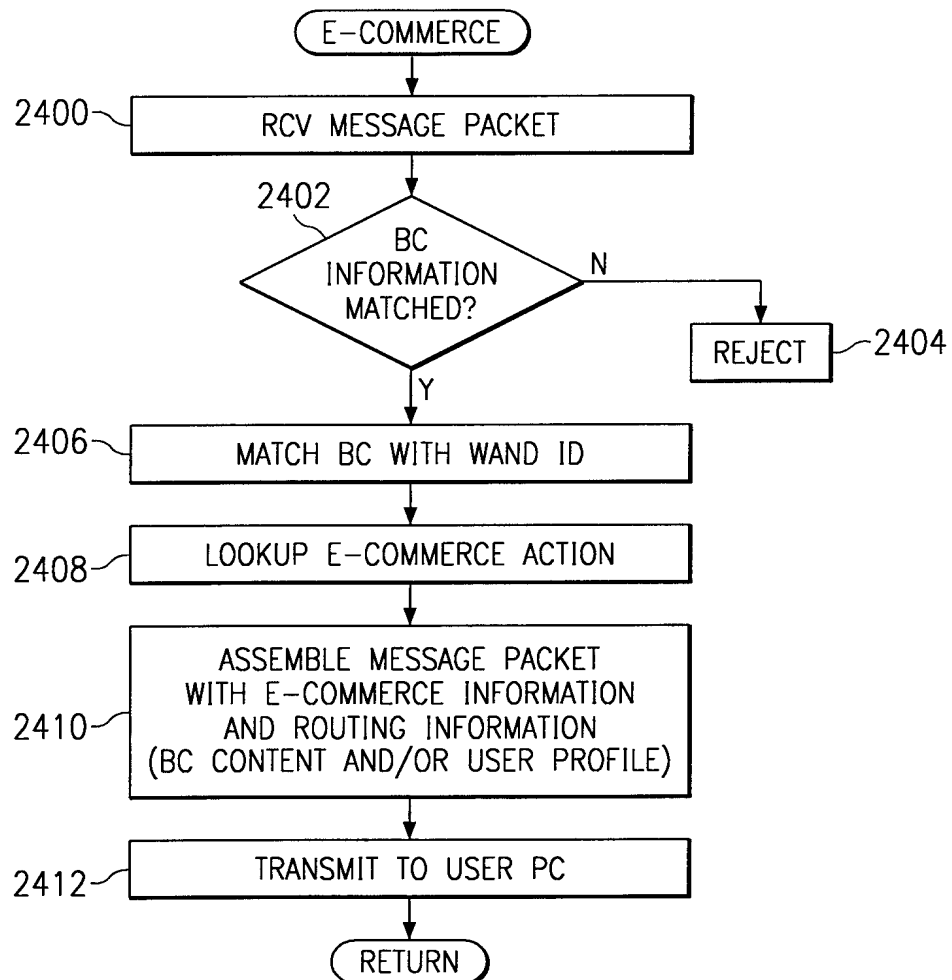 E-COMMERCE
2400
RCV MESSAGE PACKET
2402
BC
INFORMATION
MATCHED?
N
REJECT
2404
Y
2406
MATCH BC WITH WAND ID
2408
LOOKUP E-COMMERCE ACTION
2410
ASSEMBLE MESSAGE PACKET
WITH E-COMMERCE INFORMATION
AND ROUTING INFORMATION
(BC CONTENT AND/OR USER PROFILE)
2412
TRANSMIT TO USER PC
RETURN